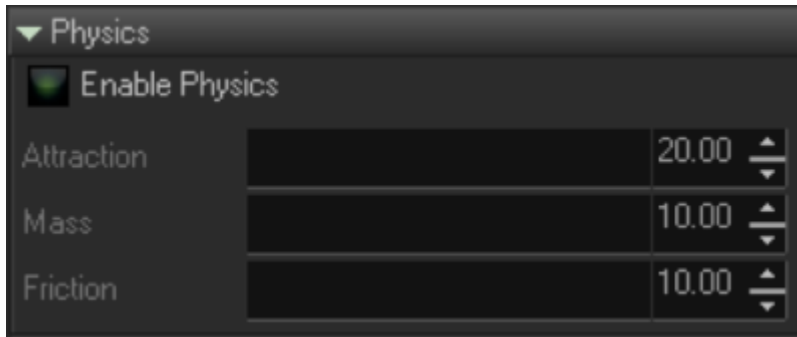 Physics
Enable Physics
Attraction 20.00
Mass 10.00
Friction 10.00